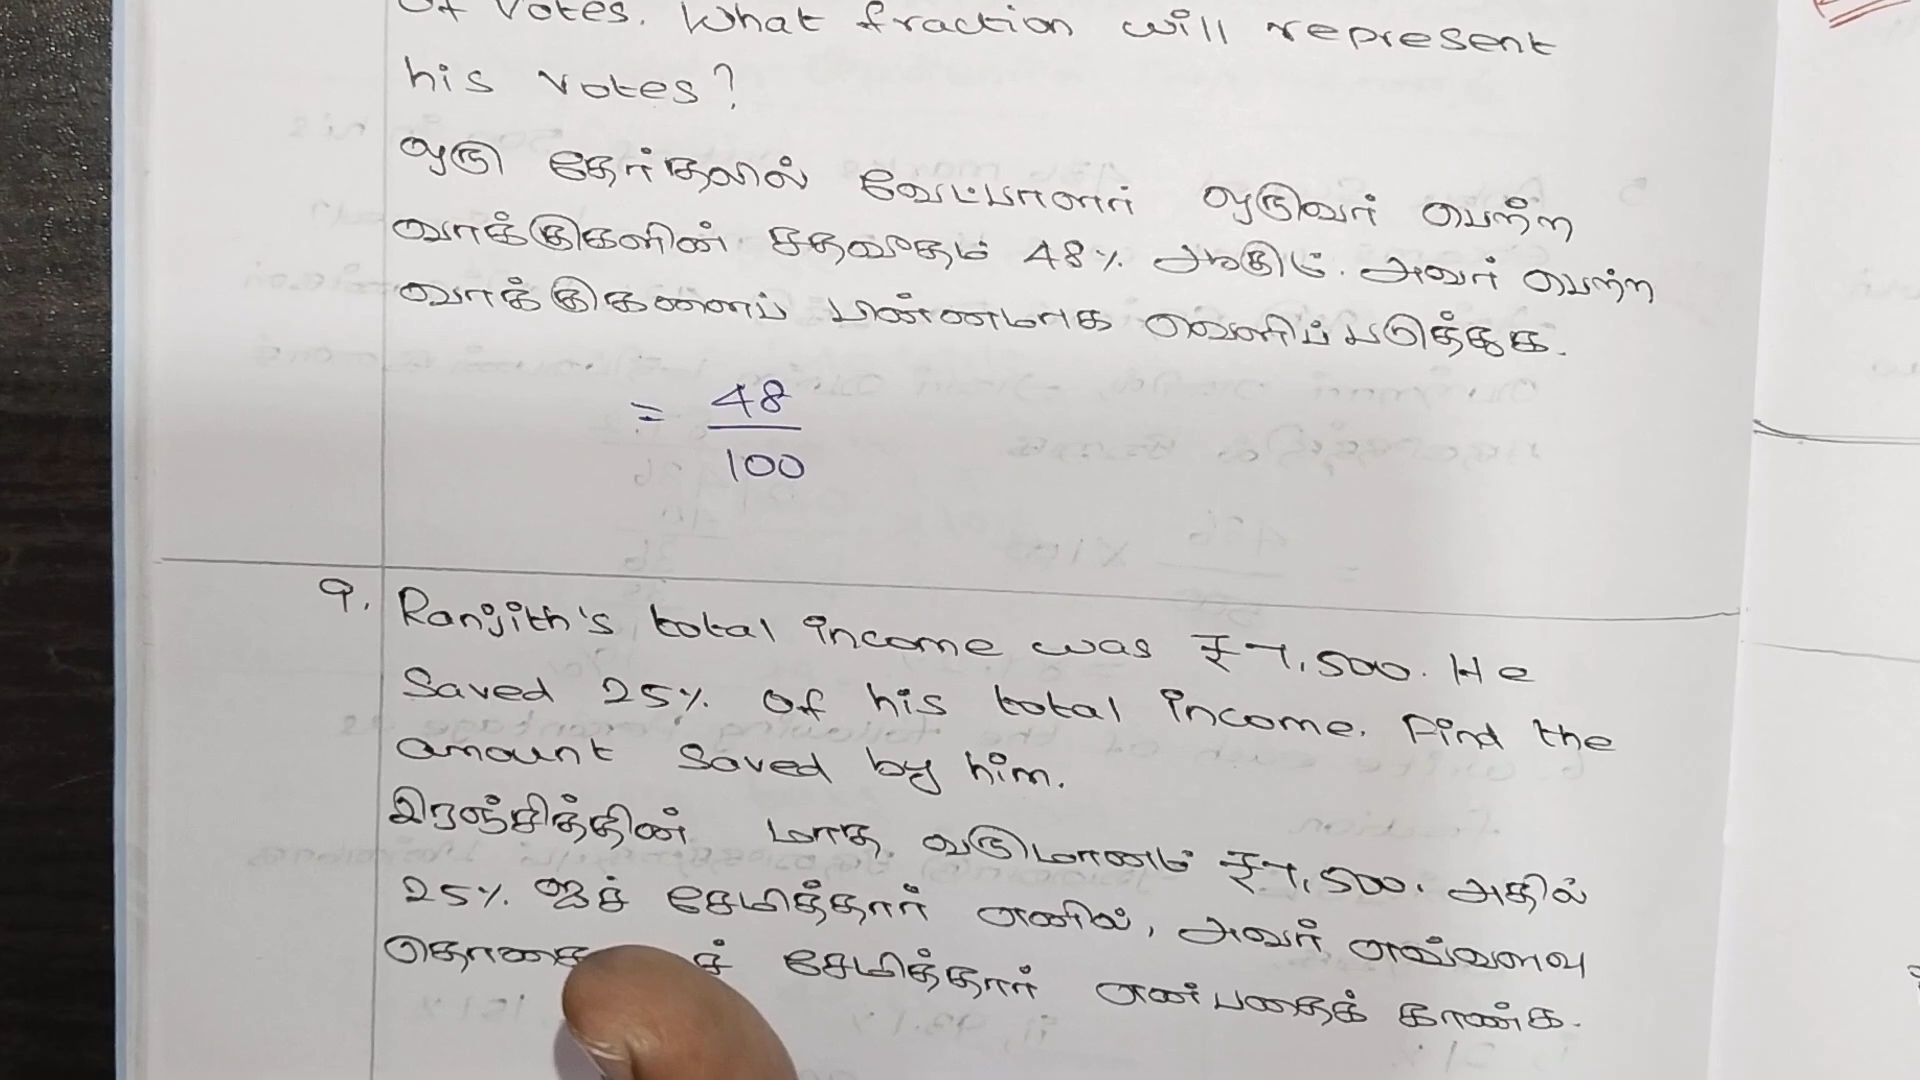 of votes. What fraction will represent
his votes?
ஒரு தேர்தலில் வேட்பாளர் ஒருவர் பெற்ற
வாக்குகளின் சதவீதம் 48% ஆகும். அவர் பெற்ற
வாக்குகளைப் பின்னமாக வெளிப்படுத்துக.
= 48
100
9. Ranjith's total income was ₹7,500. He
Saved 25% of his total income. Find the
amount Saved by him.
இரஞ்சித்தின் மாத வருமானம் ₹7,500. அதில்
25% ஐச் சேமித்தார் எனில், அவர் எவ்வளவு
சேமித்தார் என்பதைக் காண்க.